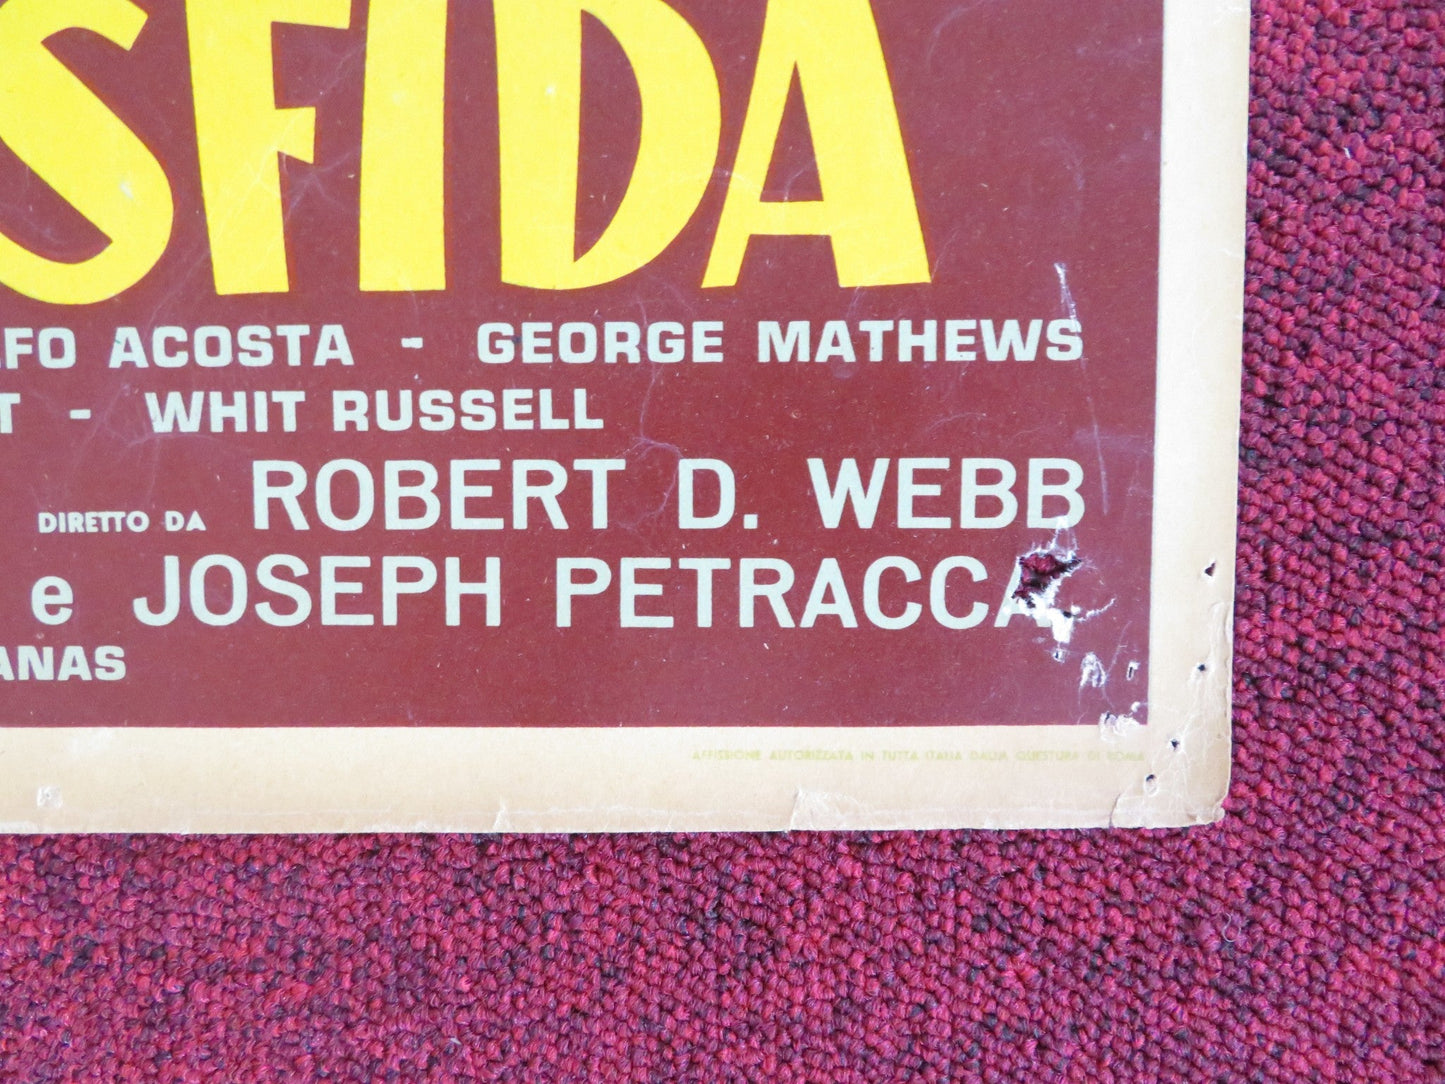 SFIDA
LFO ACOSTA - GEORGE MATHEWS
T - WHIT RUSSELL
DIRETTO DA ROBERT D. WEBB
e JOSEPH PETRACCA
ANAS
AFFISSIONE AUTORIZZATA IN TUTTA ITALIA DALLA QUESTURA DI ROMA